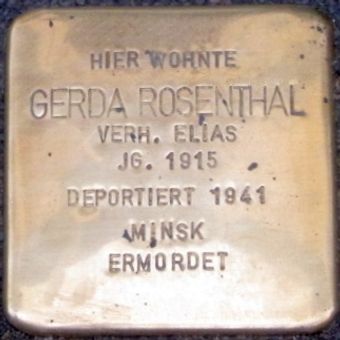 HIER WOHNTE
GERDA ROSENTHAL
VERH. ELIAS
JG. 1915
DEPORTIERT 1941
MINSK
ERMORDET